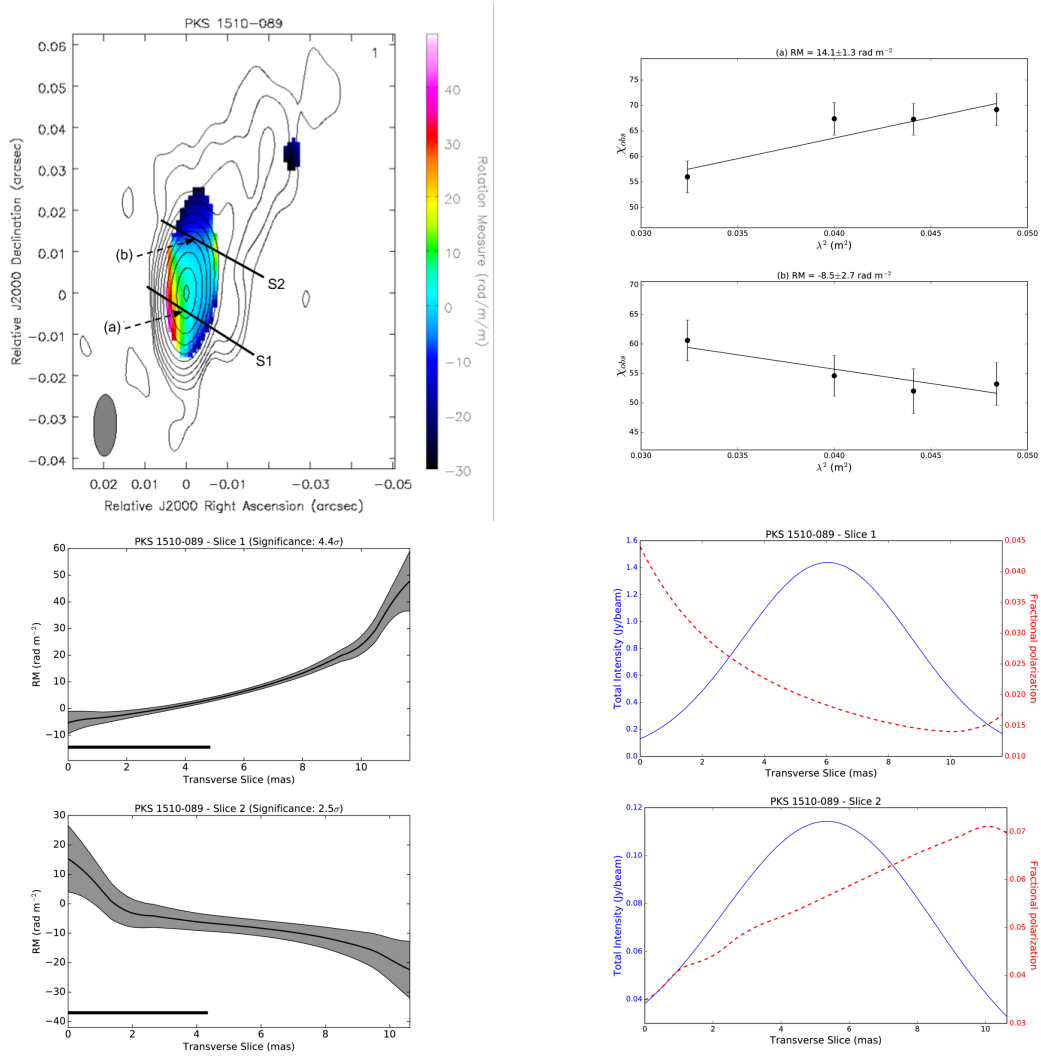 PKS 1510-089
1
Relative J2000 Declination (arcsec)
0.06
0.05
0.04
0.03
0.02
0.01
0
−0.01
−0.02
−0.03
−0.04
(b)
(a)
S2
S1
0.02 0.01 0 −0.01 −0.02 −0.03 −0.04 −0.05
Relative J2000 Right Ascension (arcsec)
40
30
20
10
0
−10
−20
−30
Rotation Measure (rad/m/m)
(a) RM = 14.1±1.3 rad m⁻²
χobs
75
70
65
60
55
50
0.030 0.035 0.040 0.045 0.050
λ² (m²)
(b) RM = -8.5±2.7 rad m⁻²
χobs
70
65
60
55
50
45
0.030 0.035 0.040 0.045 0.050
λ² (m²)
PKS 1510-089 - Slice 1 (Significance: 4.4σ)
RM (rad m⁻²)
60
50
40
30
20
10
0
−10
0 2 4 6 8 10
Transverse Slice (mas)
PKS 1510-089 - Slice 1
Total Intensity (Jy/beam)
1.6
1.4
1.2
1.0
0.8
0.6
0.4
0.2
0.0
0 2 4 6 8 10
Transverse Slice (mas)
0.045
0.040
0.035
0.030
0.025
0.020
0.015
0.010
Fractional polarization
PKS 1510-089 - Slice 2 (Significance: 2.5σ)
RM (rad m⁻²)
30
20
10
0
−10
−20
−30
−40
0 2 4 6 8 10
Transverse Slice (mas)
PKS 1510-089 - Slice 2
Total Intensity (Jy/beam)
0.12
0.10
0.08
0.06
0.04
0 2 4 6 8 10
Transverse Slice (mas)
0.07
0.06
0.05
0.04
0.03
Fractional polarization